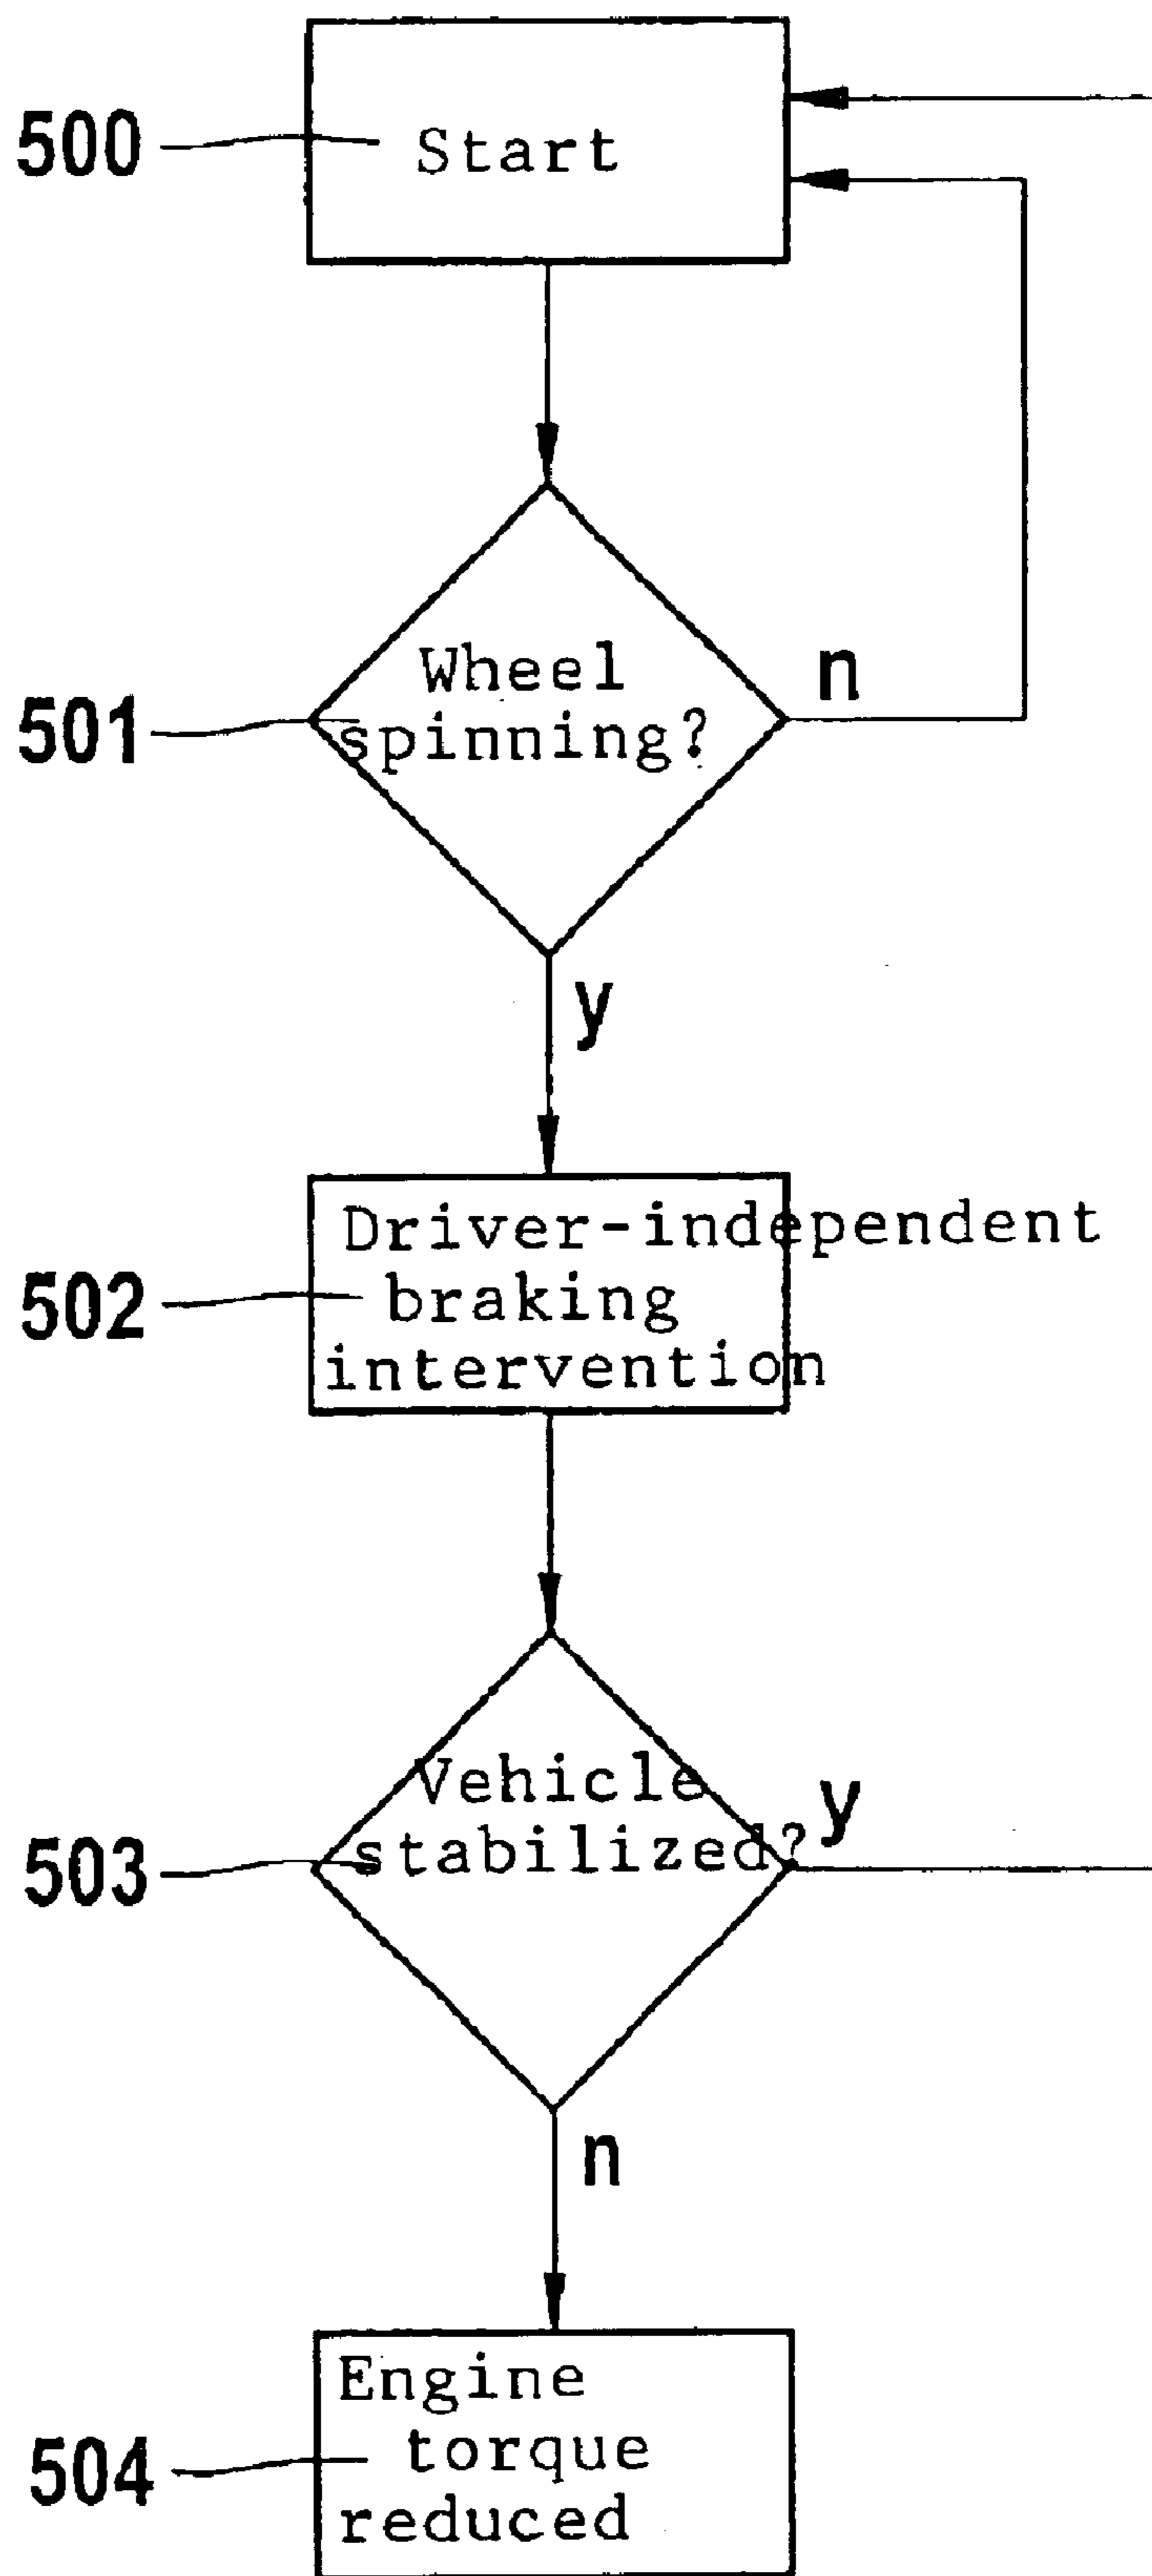 500
Start
501
Wheel
spinning?
n
y
502
Driver-independent
braking
intervention
503
Vehicle
stabilized?
y
n
504
Engine
torque
reduced